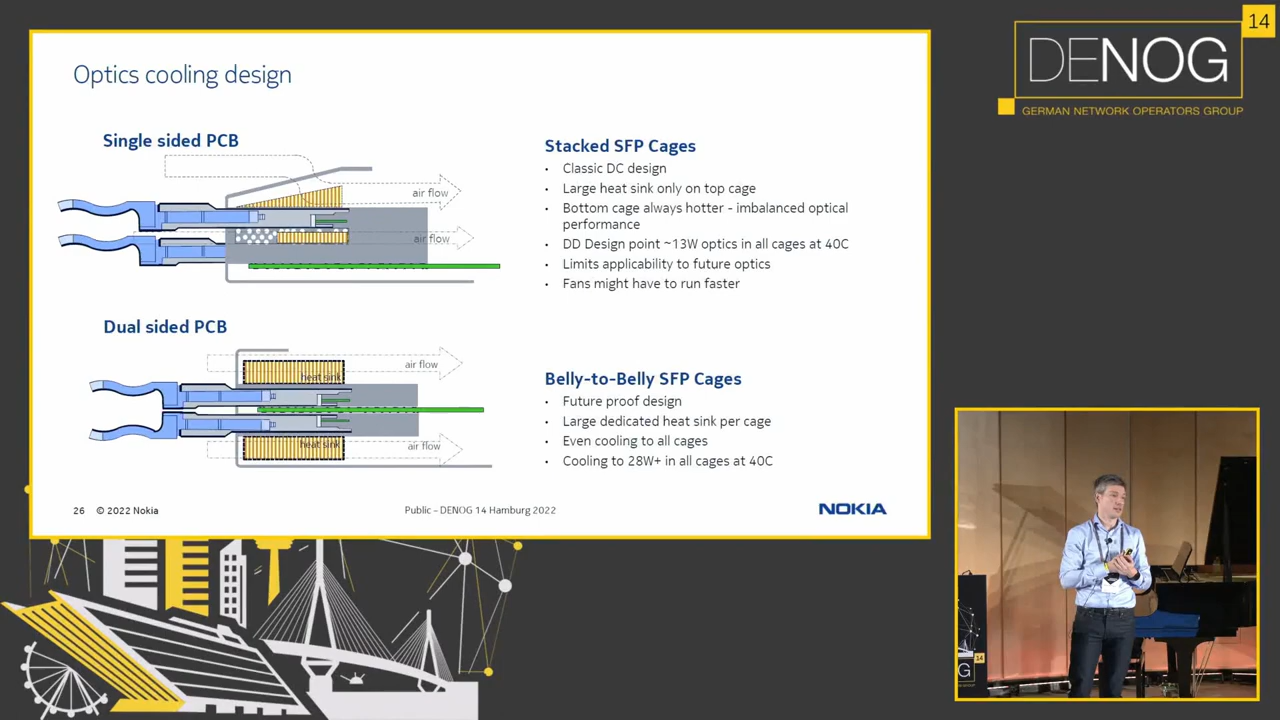 14
DENOG
GERMAN NETWORK OPERATORS GROUP
Optics cooling design
Single sided PCB
air flow
air flow
Stacked SFP Cages
• Classic DC design
• Large heat sink only on top cage
• Bottom cage always hotter - imbalanced optical
performance
• DD Design point ~13W optics in all cages at 40C
• Limits applicability to future optics
• Fans might have to run faster
Dual sided PCB
air flow
heat sink
heat sink
air flow
Belly-to-Belly SFP Cages
• Future proof design
• Large dedicated heat sink per cage
• Even cooling to all cages
• Cooling to 28W+ in all cages at 40C
26 © 2022 Nokia
Public – DENOG 14 Hamburg 2022
NOKIA
G
14